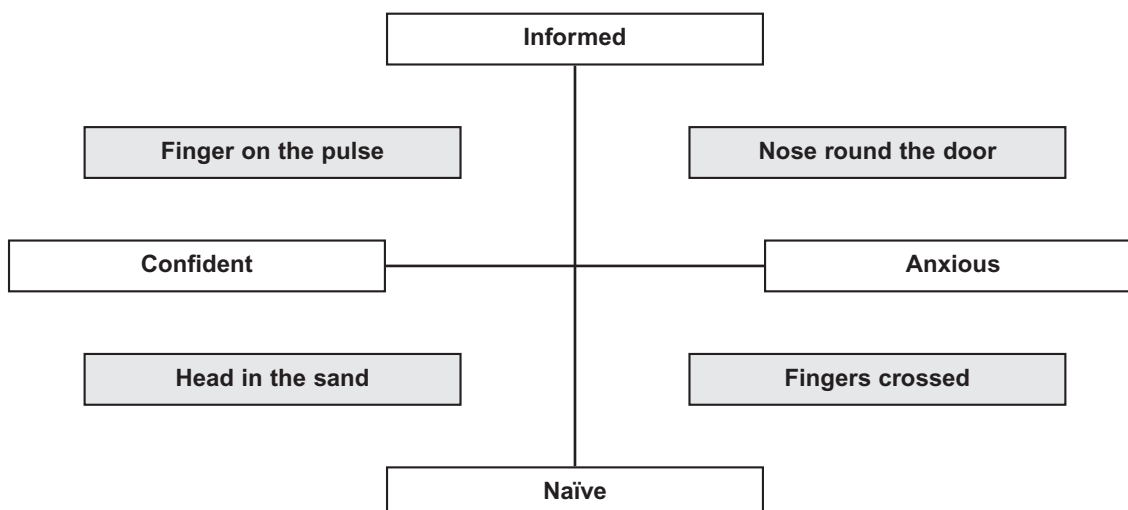 Informed
Finger on the pulse
Nose round the door
Confident
Anxious
Head in the sand
Fingers crossed
Naïve